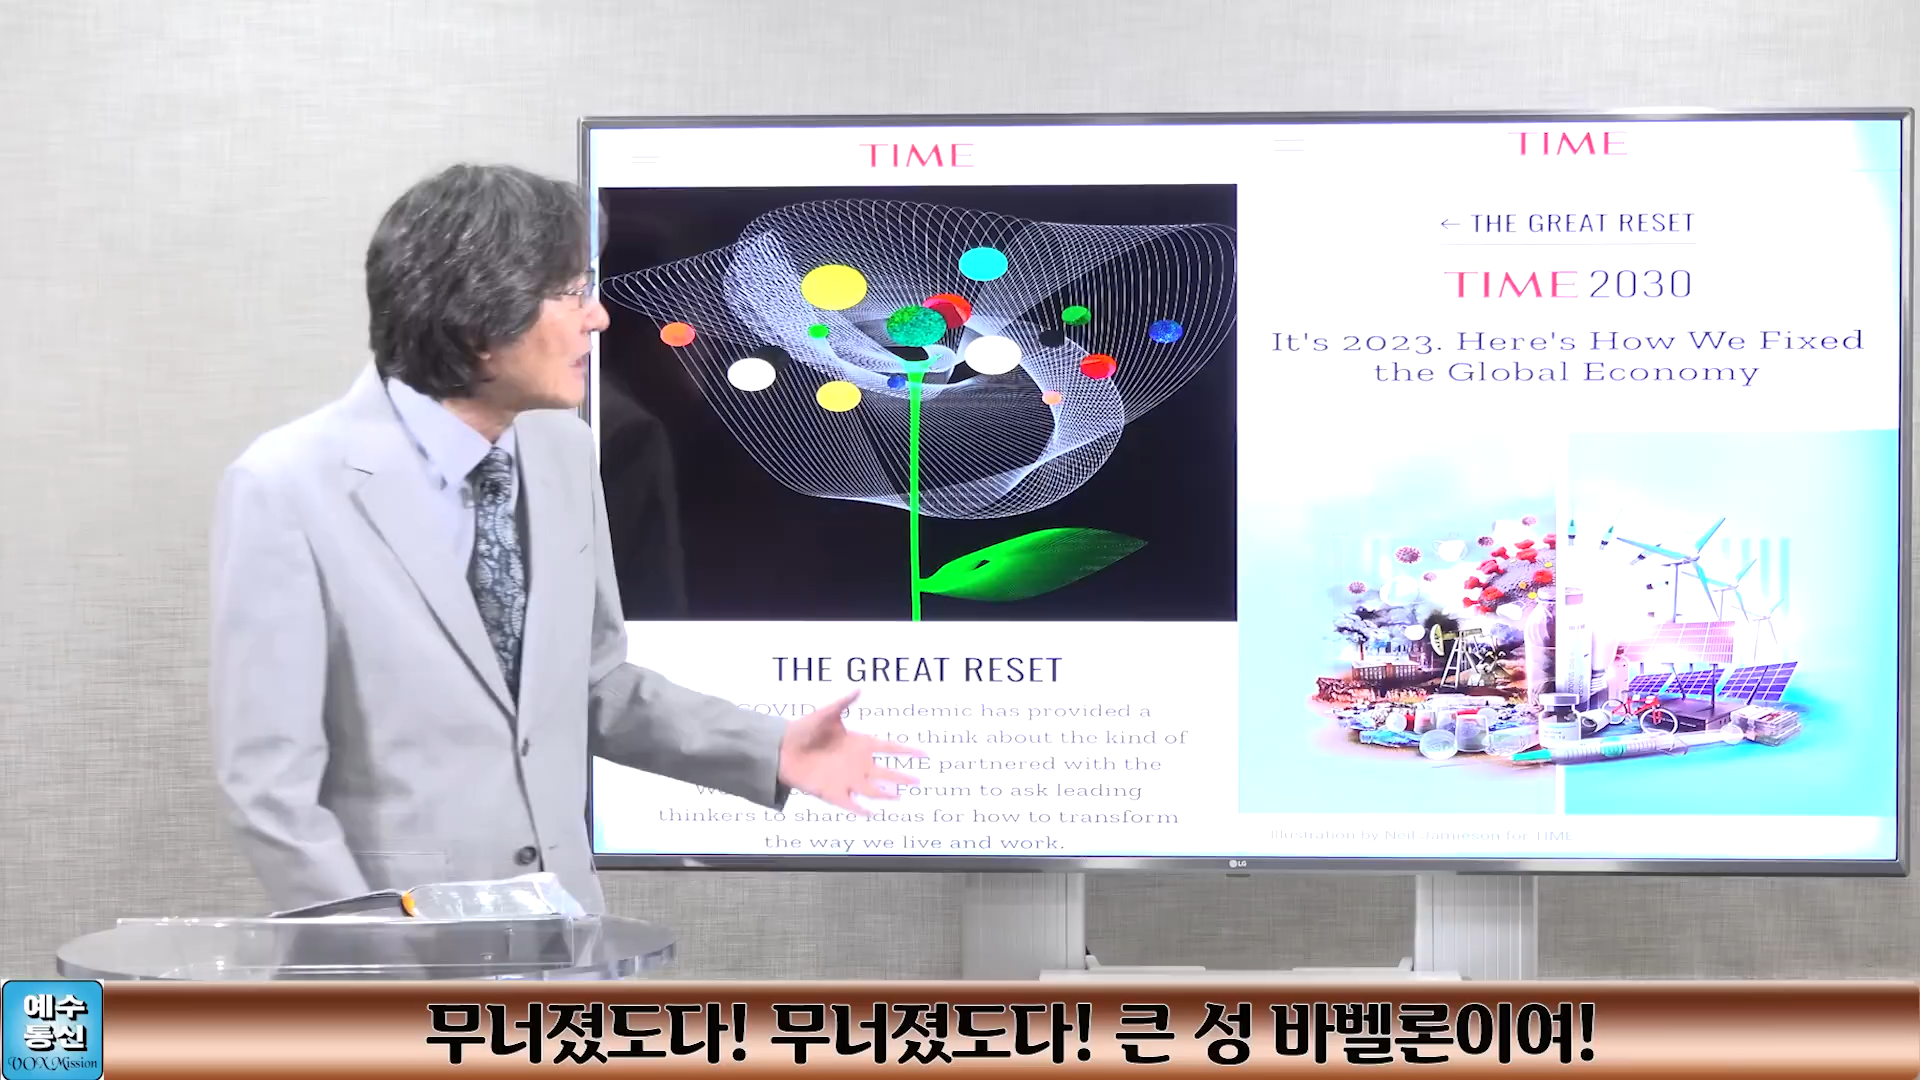 TIME
THE GREAT RESET
pandemic has provided a
to think about the kind of
TIME partnered with the
Forum to ask leading
thinkers to share ideas for how to transform
the way we live and work.
TIME
← THE GREAT RESET
TIME 2030
It's 2023. Here's How We Fixed
the Global Economy
Illustration by Neil Jamieson for TIME
LG
예수
통신
VOX Mission
무너졌도다! 무너졌도다! 큰 성 바벨론이여!